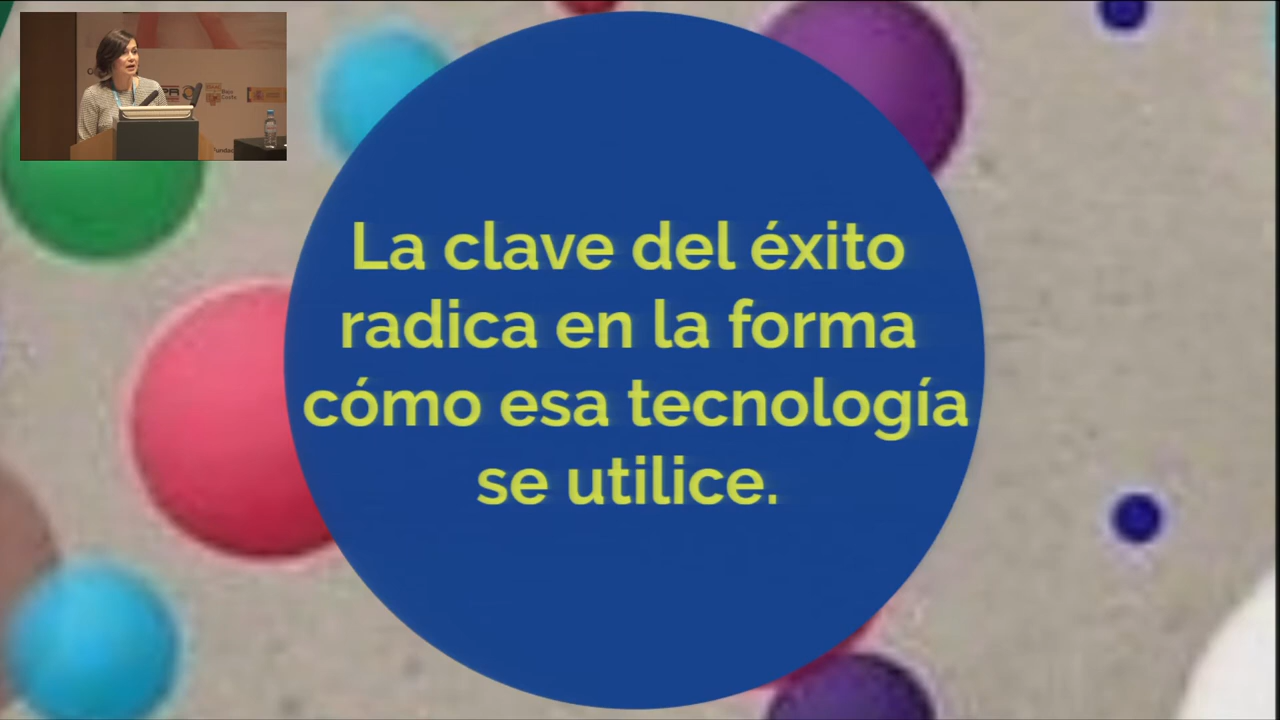 La clave del éxito
radica en la forma
cómo esa tecnología
se utilice.